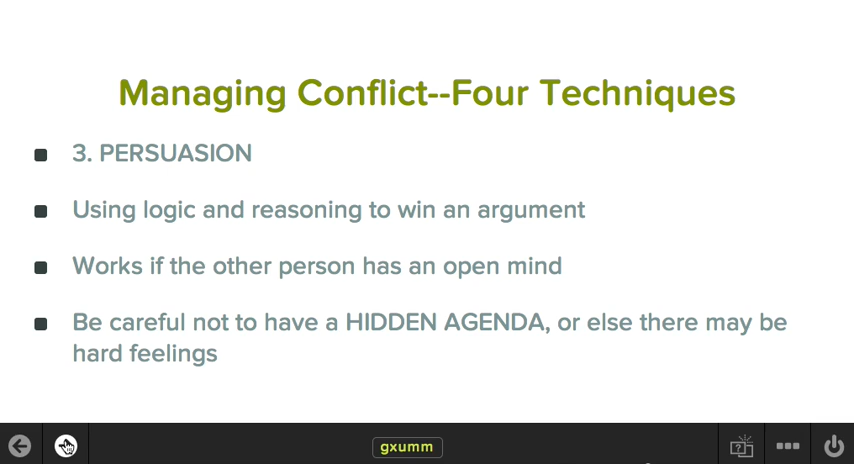 Managing Conflict--Four Techniques
3. PERSUASION
Using logic and reasoning to win an argument
Works if the other person has an open mind
Be careful not to have a HIDDEN AGENDA, or else there may be
hard feelings
gxumm